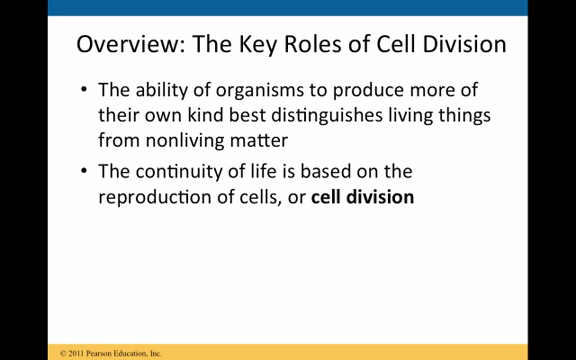 Overview: The Key Roles of Cell Division
• The ability of organisms to produce more of
their own kind best distinguishes living things
from nonliving matter
• The continuity of life is based on the
reproduction of cells, or cell division
© 2011 Pearson Education, Inc.